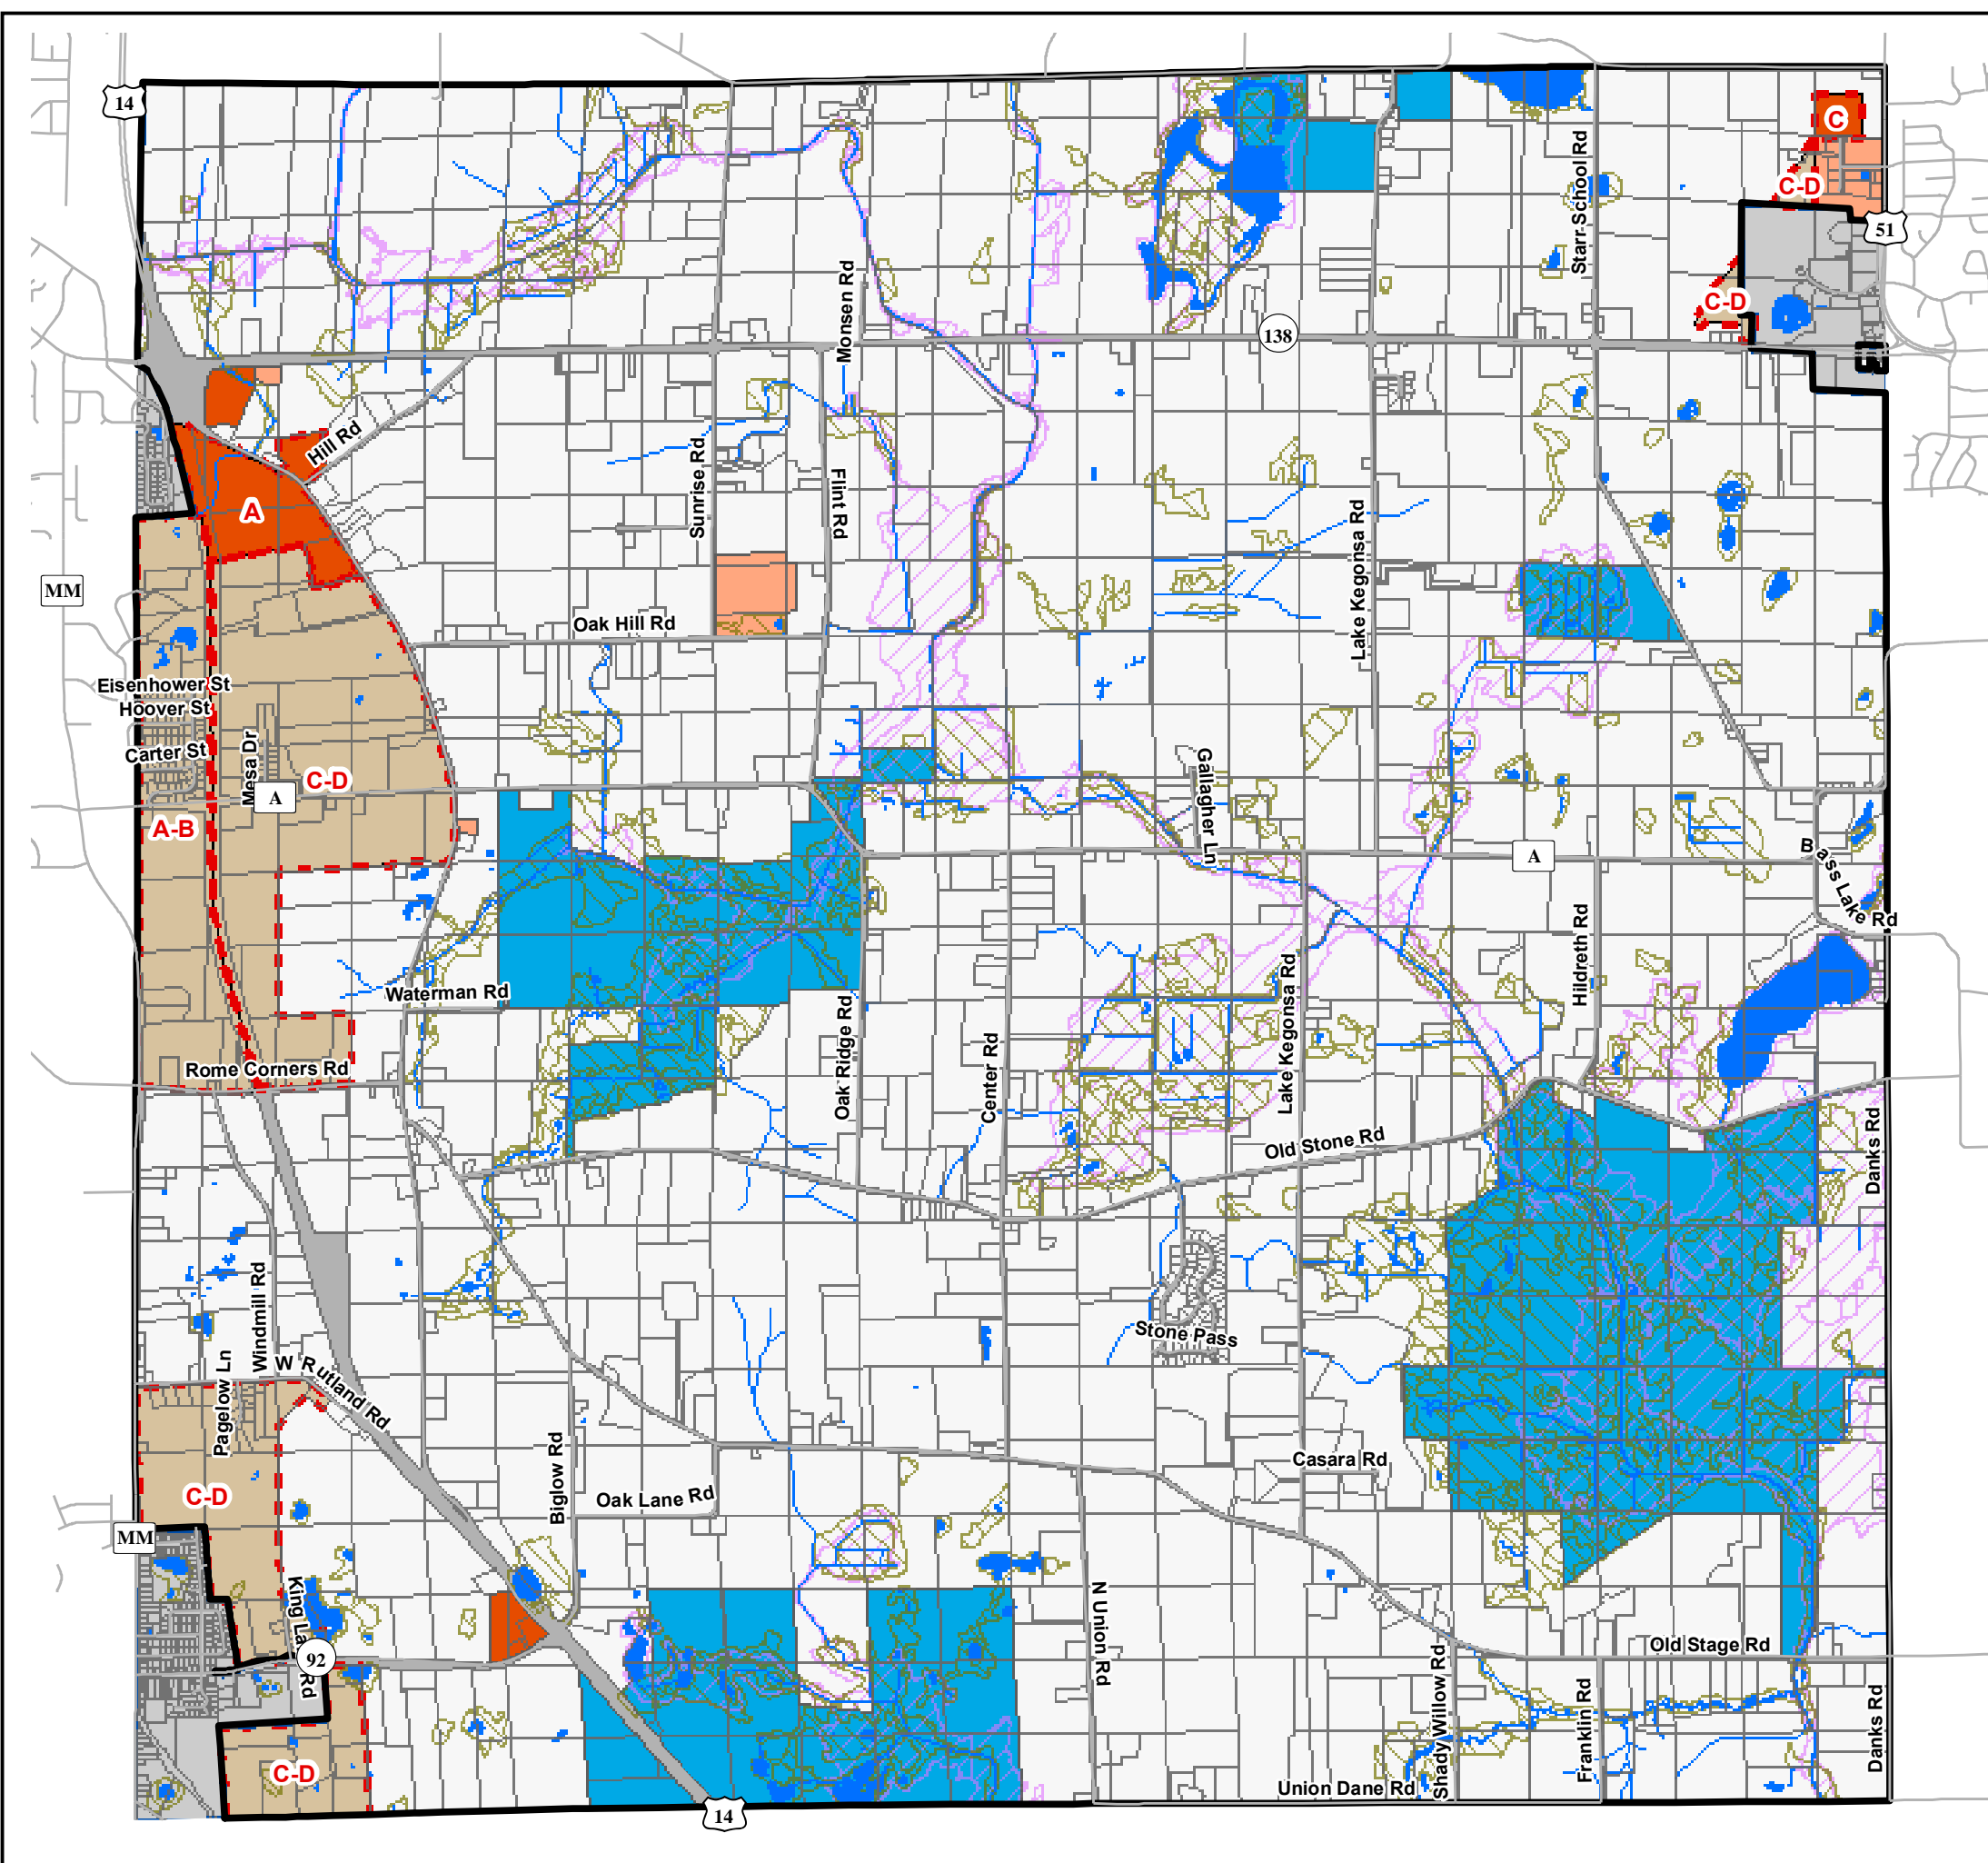 14
C
C-D
51
Starr School Rd
C-D
Monsen Rd
138
Hill Rd
A
Sunrise Rd
Flint Rd
Lake Kegonsa Rd
MM
Oak Hill Rd
Eisenhower St
Hoover St
Carter St
Mesa Dr
C-D
A
A-B
Gallagher Ln
A
Bass Lake Rd
Hildreth Rd
Waterman Rd
Oak Ridge Rd
Center Rd
Lake Kegonsa Rd
Rome Corners Rd
Old Stone Rd
Danks Rd
Windmill Rd
Stone Pass
W Rutland Rd
Pagelow Ln
C-D
Biglow Rd
Oak Lane Rd
Casara Rd
MM
N Union Rd
92
Old Stage Rd
Shady Willow Rd
Franklin Rd
Danks Rd
C-D
Union Dane Rd
14